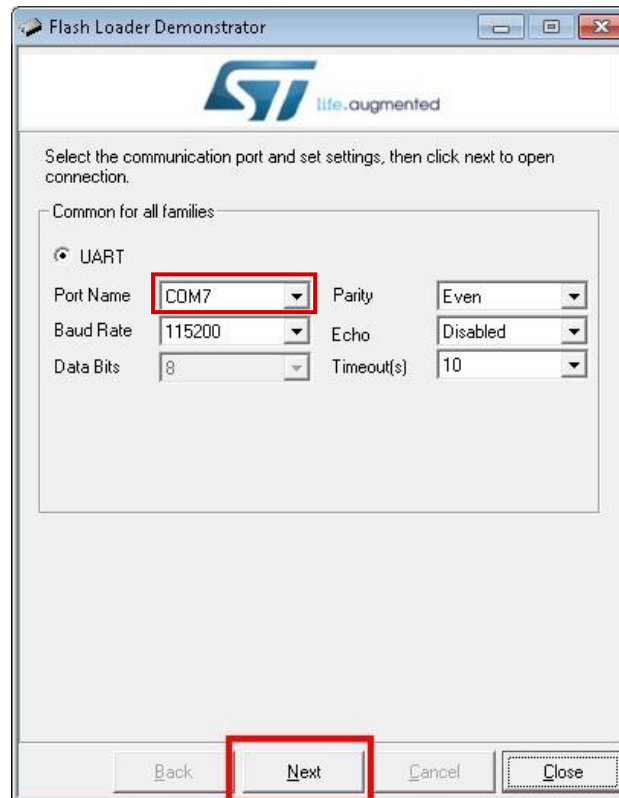 Flash Loader Demonstrator
ST life.augmented
Select the communication port and set settings, then click next to open
connection.
Common for all families
UART
Port Name COM7 Parity Even
Baud Rate 115200 Echo Disabled
Data Bits 8 Timeout(s) 10
Back Next Cancel Close